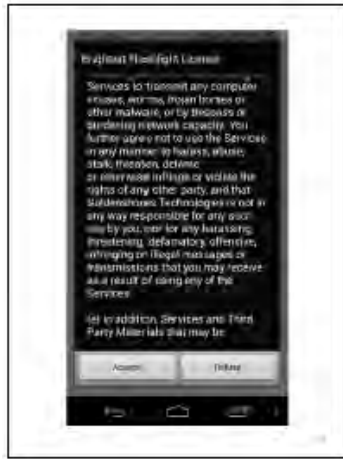 Brightest Flashlight License
Services to transmit any computer
viruses, worms, Trojan horses or
other malware, or to threaten or
burdening network capacity. You
further agree not to use the Services
in any manner to harass, abuse,
stalk, threaten, defame
or otherwise infringe or violate the
rights of any other party, and that
Goldenshores Technologies is not in
any way responsible for any such
use by you, nor for any harassing,
threatening, defamatory, offensive,
infringing or illegal messages or
transmissions that you may receive
as a result of using any of the
Services
(e) In addition, Services and Third
Party Materials that may be
Accept Refuse